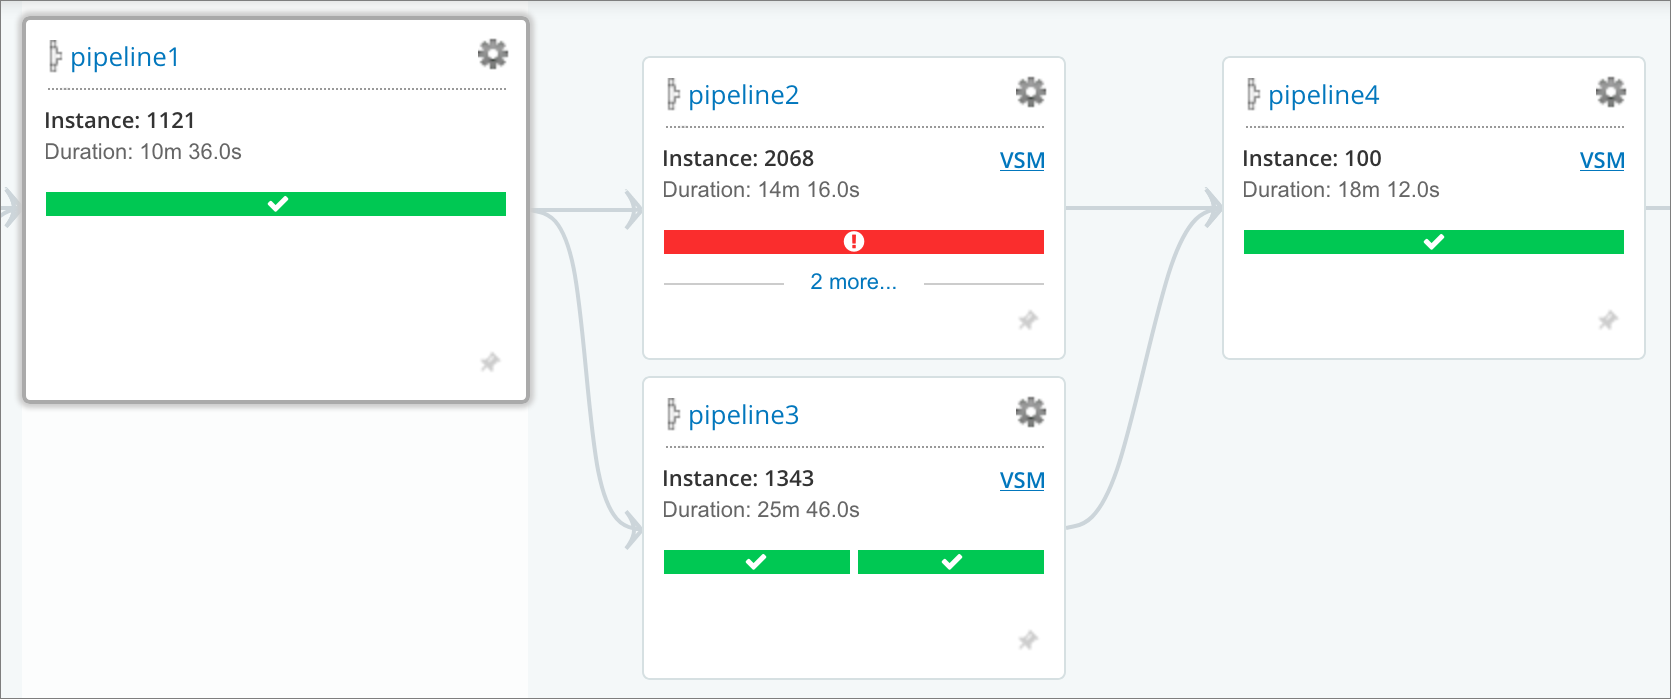 pipeline1
Instance: 1121
Duration: 10m 36.0s
pipeline2
Instance: 2068
VSM
Duration: 14m 16.0s
2 more...
pipeline3
Instance: 1343
VSM
Duration: 25m 46.0s
pipeline4
Instance: 100
VSM
Duration: 18m 12.0s